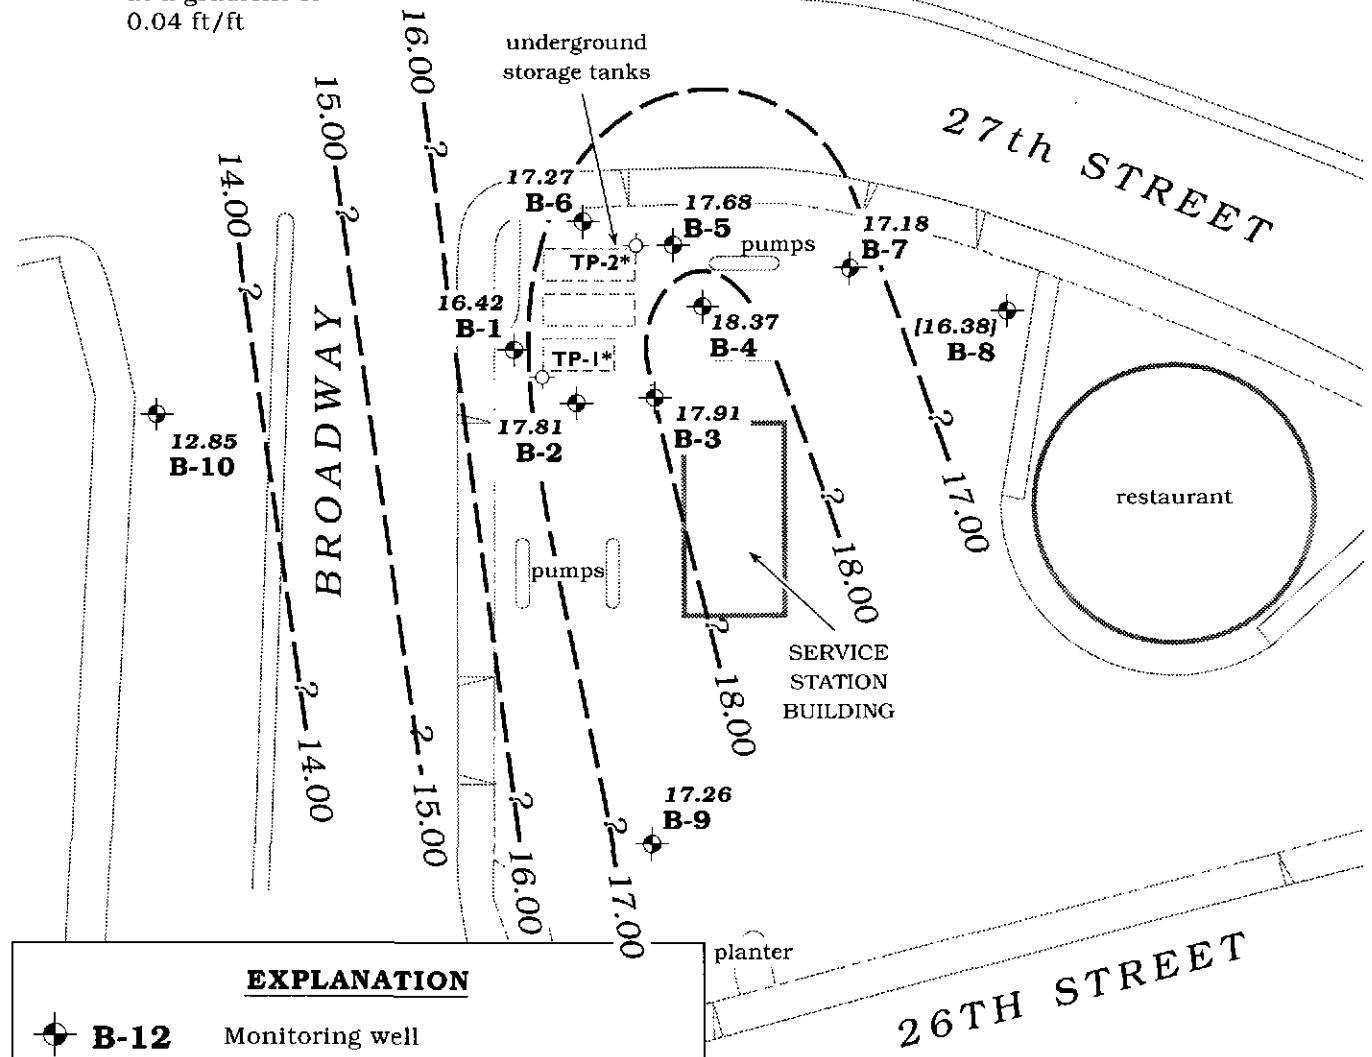 0.04 ft/ft
16.00
underground
storage tanks
15.00
14.00
27th STREET
17.27
B-6
17.68
B-5
pumps
17.18
B-7
TP-2*
16.42
B-1
18.37
B-4
[16.38]
B-8
TP-1*
BROADWAY
12.85
B-10
17.81
B-2
17.91
B-3
restaurant
17.00
pumps
18.00
SERVICE
STATION
BUILDING
18.00
14.00
15.00
17.26
B-9
16.00
17.00
planter
26TH STREET
EXPLANATION
B-12 Monitoring well
? ? ? ? ? ? ? ? ? ? ?